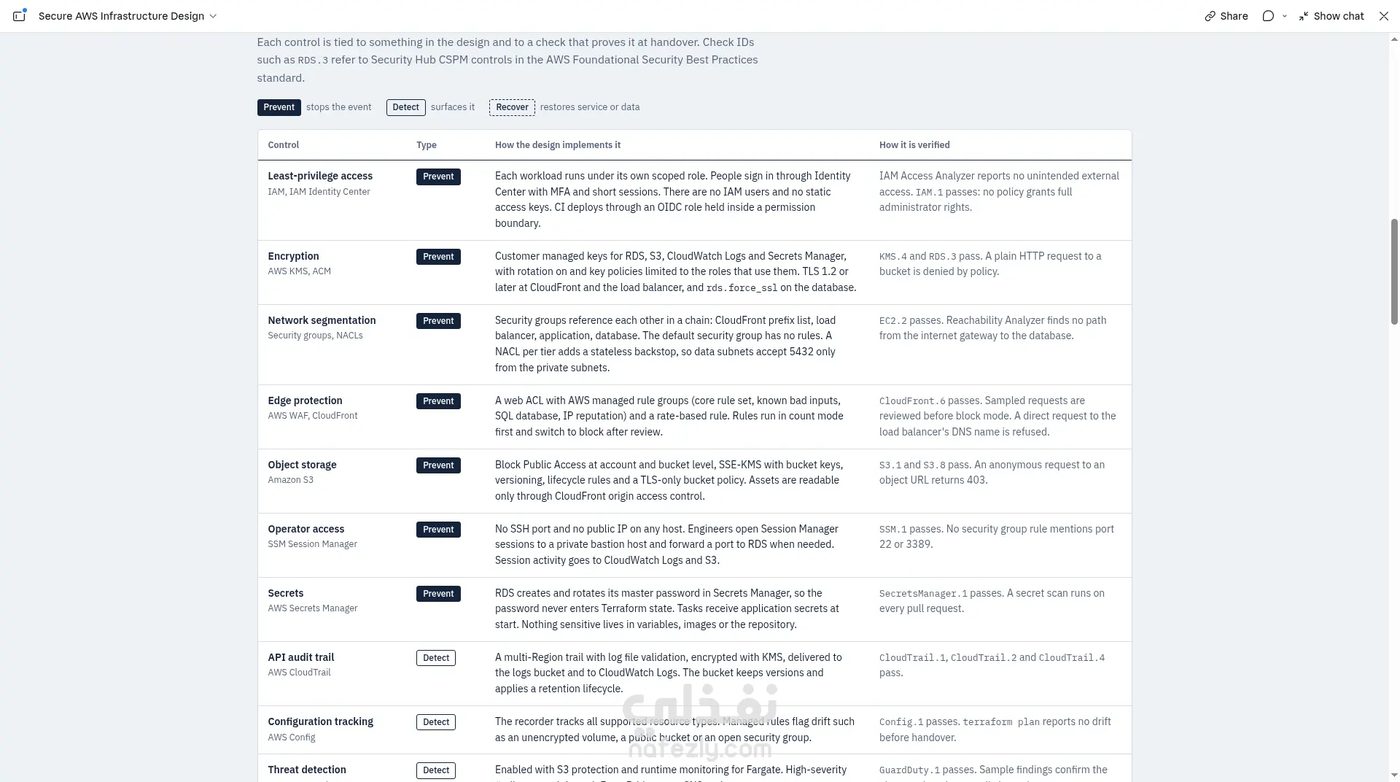 Secure AWS Infrastructure Design
Share
Show chat
Each control is tied to something in the design and to a check that proves it at handover. Check IDs
such as RDS.3 refer to Security Hub CSPM controls in the AWS Foundational Security Best Practices
standard.
Prevent stops the event Detect surfaces it Recover restores service or data
Control Type How the design implements it How it is verified
Least-privilege access
IAM, IAM Identity Center
Prevent
Each workload runs under its own scoped role. People sign in through Identity
Center with MFA and short sessions. There are no IAM users and no static
access keys. CI deploys through an OIDC role held inside a permission
boundary.
IAM Access Analyzer reports no unintended external
access. IAM.1 passes: no policy grants full
administrator rights.
Encryption
AWS KMS, ACM
Prevent
Customer managed keys for RDS, S3, CloudWatch Logs and Secrets Manager,
with rotation on and key policies limited to the roles that use them. TLS 1.2 or
later at CloudFront and the load balancer, and rds.force_ssl on the database.
KMS.4 and RDS.3 pass. A plain HTTP request to a
bucket is denied by policy.
Network segmentation
Security groups, NACLs
Prevent
Security groups reference each other in a chain: CloudFront prefix list, load
balancer, application, database. The default security group has no rules. A
NACL per tier adds a stateless backstop, so data subnets accept 5432 only
from the private subnets.
EC2.2 passes. Reachability Analyzer finds no path
from the internet gateway to the database.
Edge protection
AWS WAF, CloudFront
Prevent
A web ACL with AWS managed rule groups (core rule set, known bad inputs,
SQL database, IP reputation) and a rate-based rule. Rules run in count mode
first and switch to block after review.
CloudFront.6 passes. Sampled requests are
reviewed before block mode. A direct request to the
load balancer's DNS name is refused.
Object storage
Amazon S3
Prevent
Block Public Access at account and bucket level, SSE-KMS with bucket keys,
versioning, lifecycle rules and a TLS-only bucket policy. Assets are readable
only through CloudFront origin access control.
S3.1 and S3.8 pass. An anonymous request to an
object URL returns 403.
Operator access
SSM Session Manager
Prevent
No SSH port and no public IP on any host. Engineers open Session Manager
sessions to a private bastion host and forward a port to RDS when needed.
Session activity goes to CloudWatch Logs and S3.
SSM.1 passes. No security group rule mentions port
22 or 3389.
Secrets
AWS Secrets Manager
Prevent
RDS creates and rotates its master password in Secrets Manager, so the
password never enters Terraform state. Tasks receive application secrets at
start. Nothing sensitive lives in variables, images or the repository.
SecretsManager.1 passes. A secret scan runs on
every pull request.
API audit trail
AWS CloudTrail
Detect
A multi-Region trail with log file validation, encrypted with KMS, delivered to
the logs bucket and to CloudWatch Logs. The bucket keeps versions and
applies a retention lifecycle.
CloudTrail.1, CloudTrail.2 and CloudTrail.4
pass.
Configuration tracking
AWS Config
Detect
The recorder tracks all supported resource types. Managed rules flag drift such
as an unencrypted volume, a public bucket or an open security group.
Config.1 passes. terraform plan reports no drift
before handover.
Threat detection
Detect
Enabled with S3 protection and runtime monitoring for Fargate. High-severity
GuardDuty.1 passes. Sample findings confirm the
نفذلي
nafezly.com